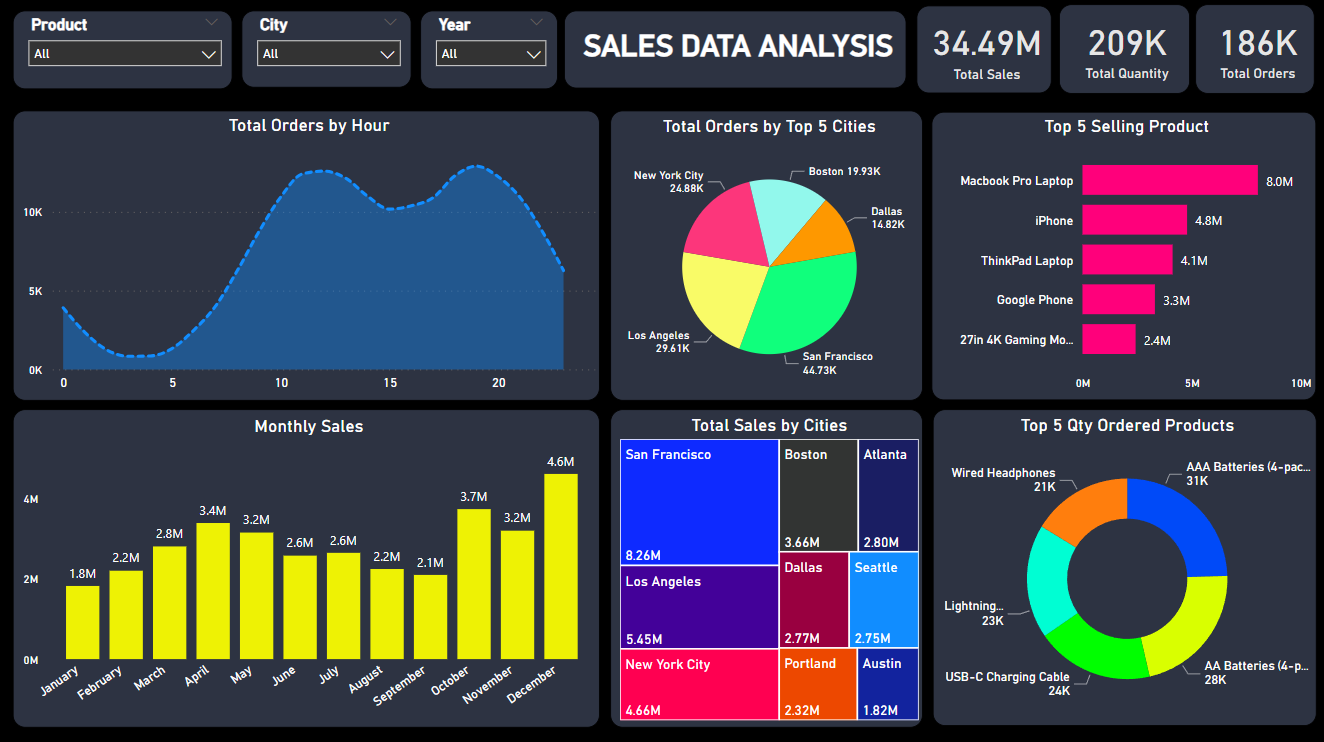 Product
All
City
All
Year
All
SALES DATA ANALYSIS
34.49M
Total Sales
209K
Total Quantity
186K
Total Orders
Total Orders by Hour
10K
5K
0K
0 5 10 15 20
Total Orders by Top 5 Cities
New York City
24.88K
Boston 19.93K
Dallas
14.82K
Los Angeles
29.61K
San Francisco
44.73K
Top 5 Selling Product
Macbook Pro Laptop 8.0M
iPhone 4.8M
ThinkPad Laptop 4.1M
Google Phone 3.3M
27in 4K Gaming Mo... 2.4M
0M 5M 10M
Monthly Sales
4M
2M
0M
1.8M 2.2M 2.8M 3.4M 3.2M 2.6M 2.6M 2.2M 2.1M 3.7M 3.2M 4.6M
January February March April May June July August September October November December
Total Sales by Cities
San Francisco
8.26M
Los Angeles
5.45M
New York City
4.66M
Boston
3.66M
Atlanta
2.80M
Dallas
2.77M
Seattle
2.75M
Portland
2.32M
Austin
1.82M
Top 5 Qty Ordered Products
Wired Headphones
21K
AAA Batteries (4-pac...
31K
Lightning...
23K
USB-C Charging Cable
24K
AA Batteries (4-p...
28K